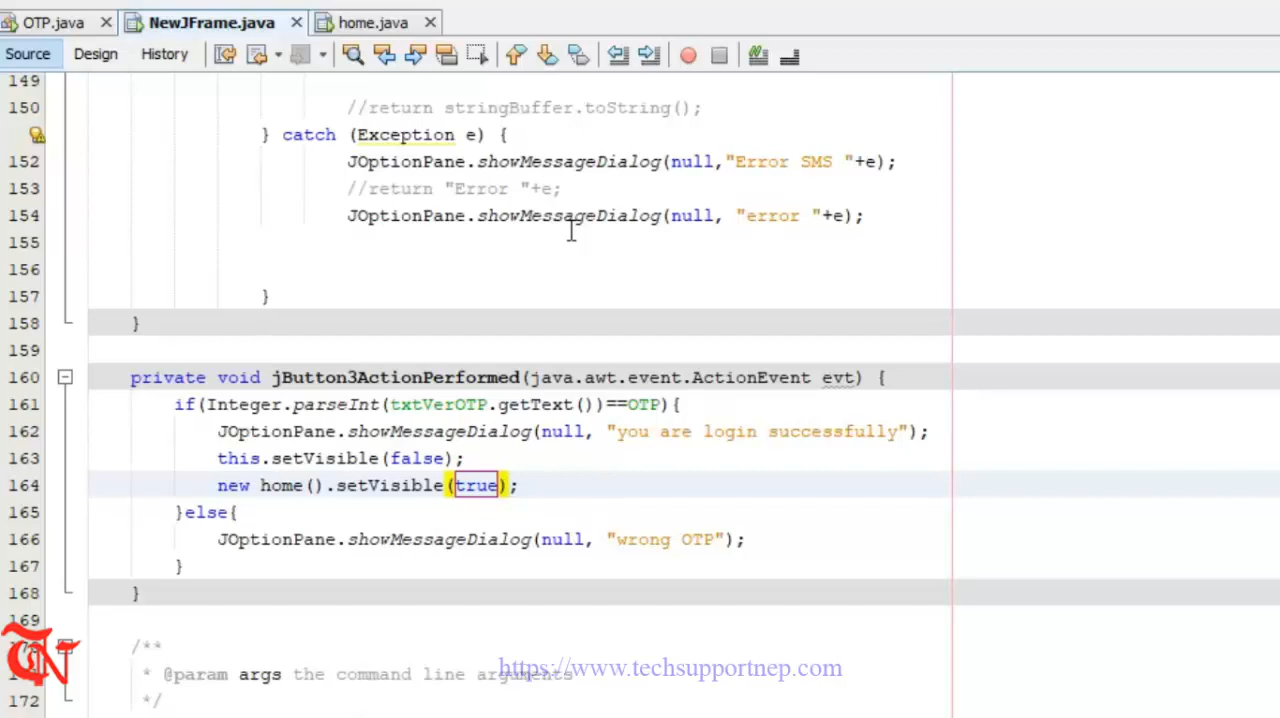 OTP.java NewJFrame.java home.java
Source Design History
149
150 //return stringBuffer.toString();
} catch (Exception e) {
152 JOptionPane.showMessageDialog(null,"Error SMS "+e);
153 //return "Error "+e;
154 JOptionPane.showMessageDialog(null, "error "+e);
155
156
157 }
158 }
159
160 private void jButton3ActionPerformed(java.awt.event.ActionEvent evt) {
161 if(Integer.parseInt(txtVerOTP.getText())==OTP){
162 JOptionPane.showMessageDialog(null, "you are login successfully");
163 this.setVisible(false);
164 new home().setVisible(true);
165 }else{
166 JOptionPane.showMessageDialog(null, "wrong OTP");
167 }
168 }
169
/**
* @param args the command line arguments
https://www.techsupportnep.com
172 */
TN